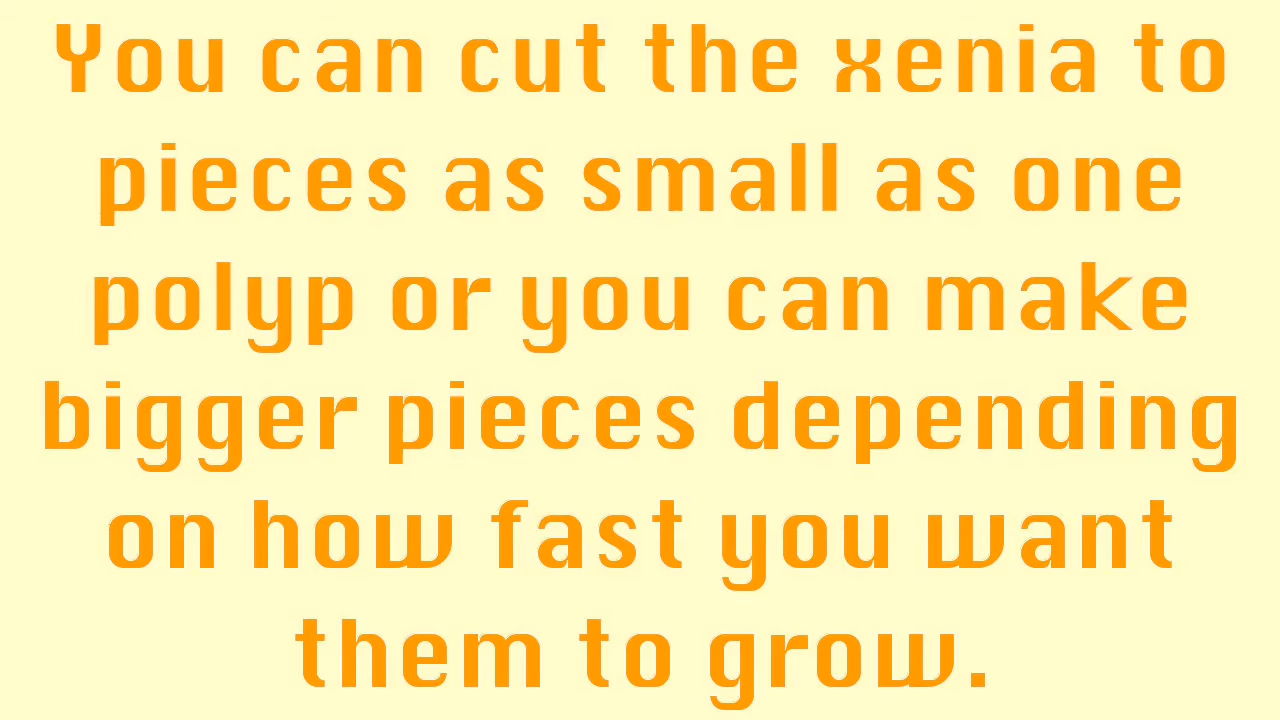 You can cut the xenia to
pieces as small as one
polyp or you can make
bigger pieces depending
on how fast you want
them to grow.